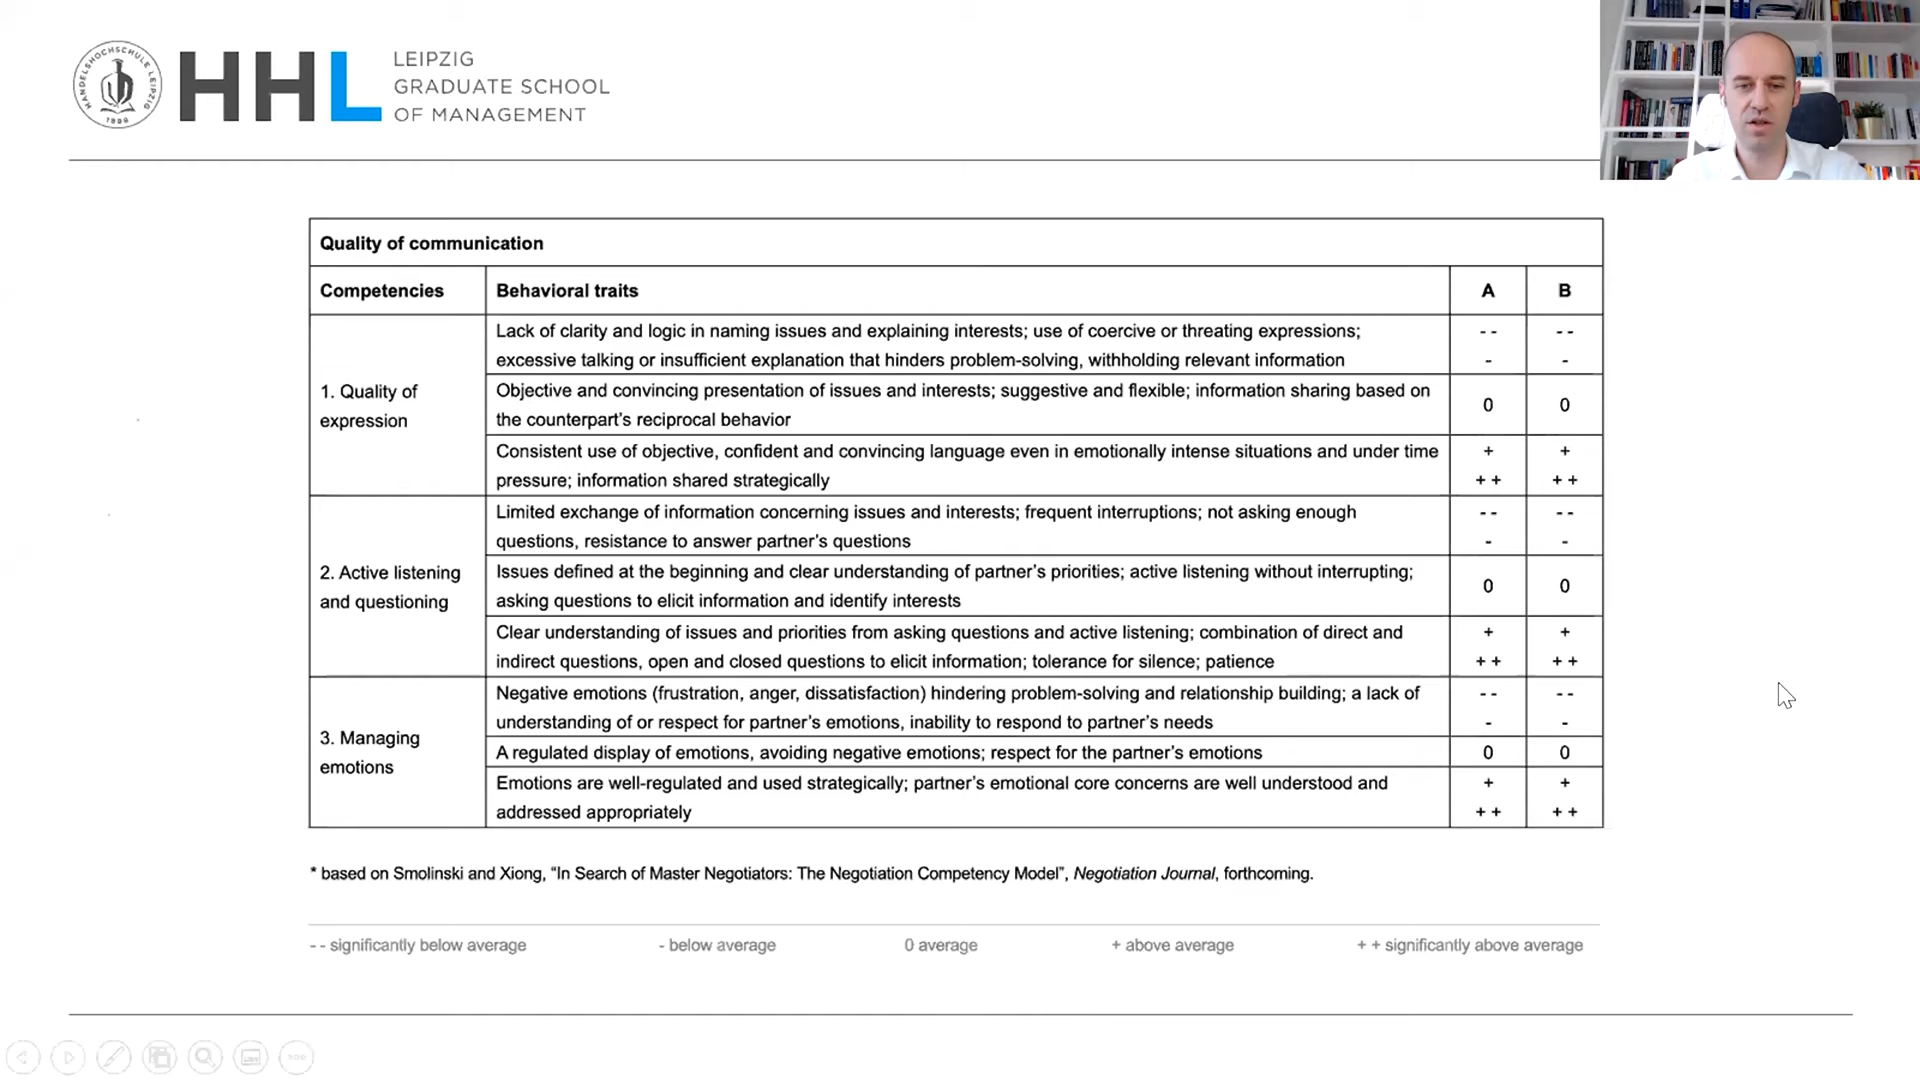 HANDELSHOCHSCHULE LEIPZIG
1898
HHL
LEIPZIG
GRADUATE SCHOOL
OF MANAGEMENT
Quality of communication
Competencies
Behavioral traits
A
B
1. Quality of
expression
Lack of clarity and logic in naming issues and explaining interests; use of coercive or threating expressions;
excessive talking or insufficient explanation that hinders problem-solving, withholding relevant information
- -
-
- -
-
Objective and convincing presentation of issues and interests; suggestive and flexible; information sharing based on
the counterpart's reciprocal behavior
0
0
Consistent use of objective, confident and convincing language even in emotionally intense situations and under time
pressure; information shared strategically
+
+ +
+
+ +
2. Active listening
and questioning
Limited exchange of information concerning issues and interests; frequent interruptions; not asking enough
questions, resistance to answer partner's questions
- -
-
- -
-
Issues defined at the beginning and clear understanding of partner's priorities; active listening without interrupting;
asking questions to elicit information and identify interests
0
0
Clear understanding of issues and priorities from asking questions and active listening; combination of direct and
indirect questions, open and closed questions to elicit information; tolerance for silence; patience
+
+ +
+
+ +
3. Managing
emotions
Negative emotions (frustration, anger, dissatisfaction) hindering problem-solving and relationship building; a lack of
understanding of or respect for partner's emotions, inability to respond to partner's needs
- -
-
- -
-
A regulated display of emotions, avoiding negative emotions; respect for the partner's emotions
0
0
Emotions are well-regulated and used strategically; partner's emotional core concerns are well understood and
addressed appropriately
+
+ +
+
+ +
* based on Smolinski and Xiong, “In Search of Master Negotiators: The Negotiation Competency Model”, Negotiation Journal, forthcoming.
- - significantly below average
- below average
0 average
+ above average
+ + significantly above average